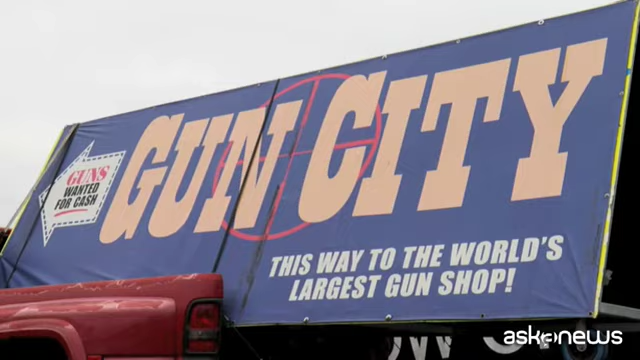 GUN CITY
GUNS
WANTED
FOR CASH
THIS WAY TO THE WORLD'S
LARGEST GUN SHOP!
askanews